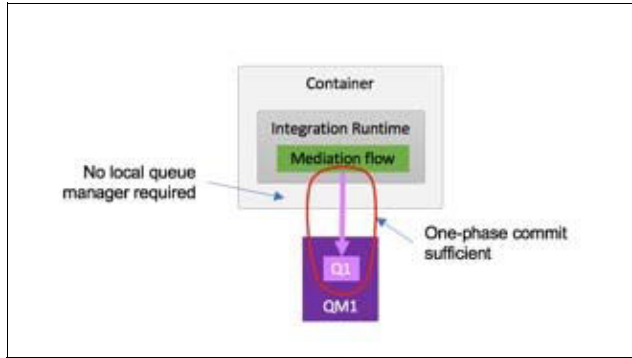 Container
Integration Runtime
Mediation flow
No local queue
manager required
One-phase commit
sufficient
Q1
QM1